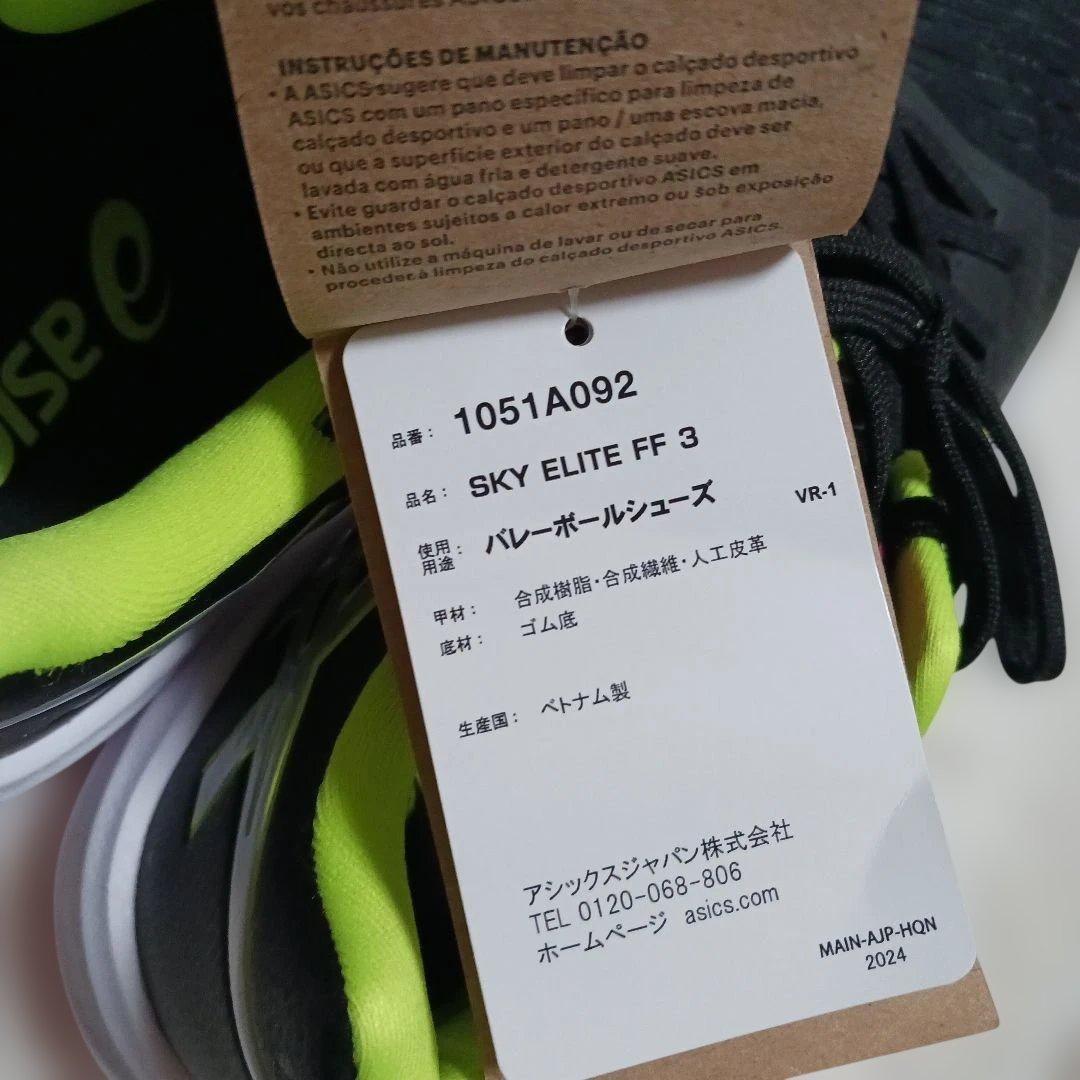 vos chaussures ASICS.
INSTRUÇÕES DE MANUTENÇÃO
• A ASICS sugere que deve limpar o calçado desportivo
ASICS com um pano específico para limpeza de
calçado desportivo e um pano / uma escova macia,
ou que a superfície exterior do calçado deve ser
lavada com água fria e detergente suave.
• Evite guardar o calçado desportivo ASICS em
ambientes sujeitos a calor extremo ou sob exposição
directa ao sol.
• Não utilize a máquina de lavar ou de secar para
proceder à limpeza do calçado desportivo ASICS.
asics
品番： 1051A092
品名： SKY ELITE FF 3
使用用途： バレーボールシューズ VR-1
甲材： 合成樹脂・合成繊維・人工皮革
底材： ゴム底
生産国： ベトナム製
アシックスジャパン株式会社
TEL 0120-068-806
ホームページ asics.com
MAIN-AJP-HQN
2024